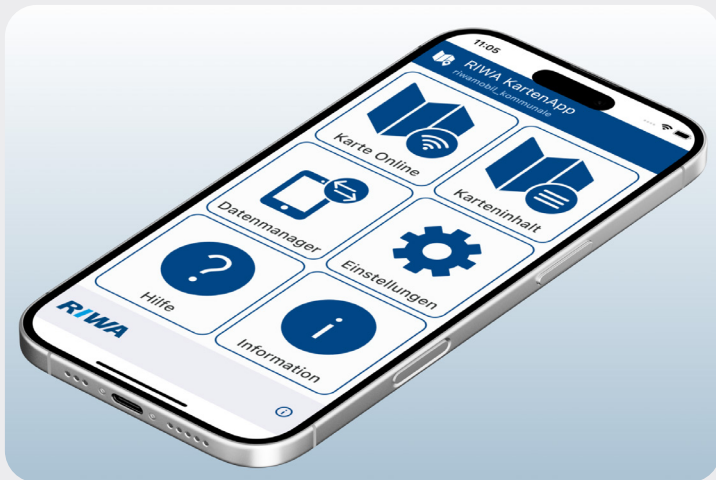 11:05
RIWA KartenApp
riwamobil_kommunale
Karte Online
Karteninhalt
Datenmanager
Einstellungen
Hilfe
Information
RIWA